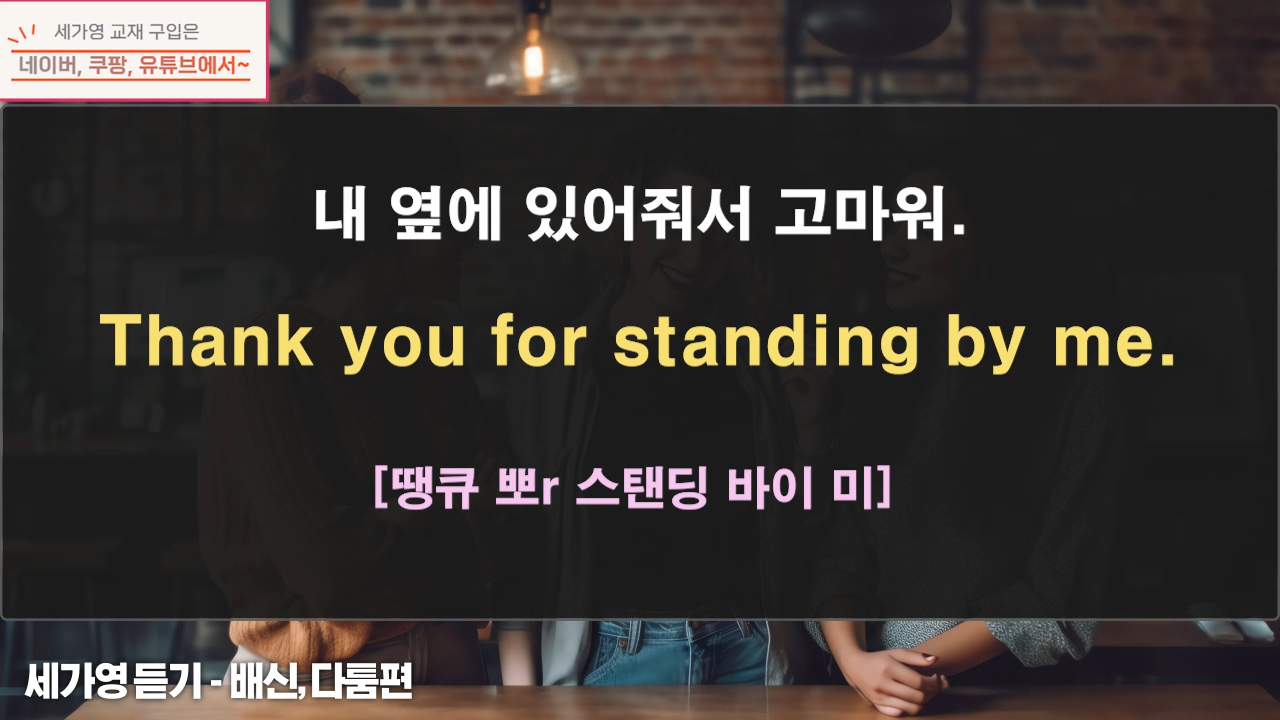 세가영 교재 구입은
네이버, 쿠팡, 유튜브에서~
내 옆에 있어줘서 고마워.
Thank you for standing by me.
[땡큐 뽀r 스탠딩 바이 미]
세가영 듣기 - 배신, 다툼편